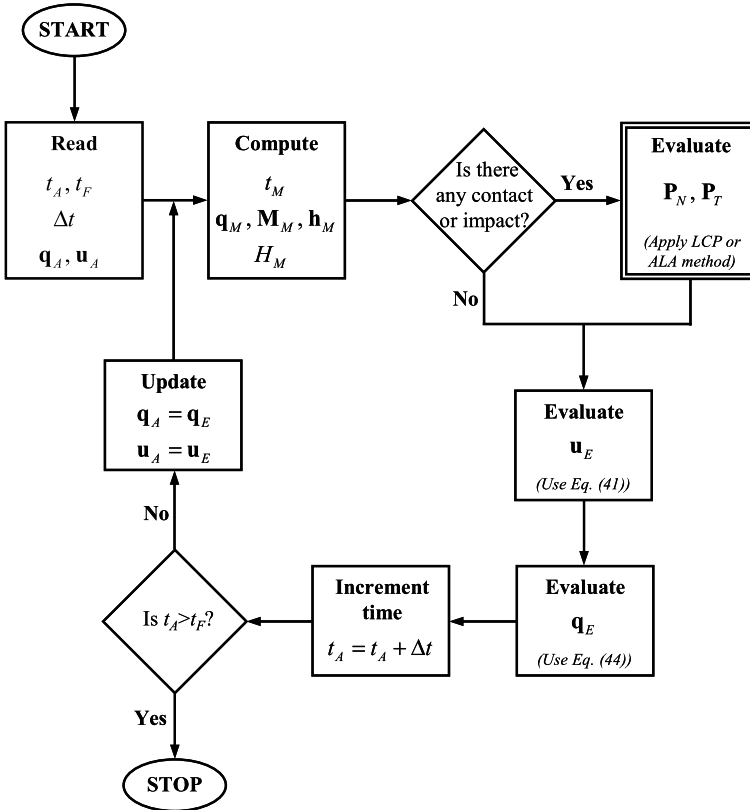 START
Read
t_A, t_F
Δt
q_A, u_A
Compute
t_M
q_M, M_M, h_M
H_M
Is there
any contact
or impact?
Yes
No
Evaluate
P_N, P_T
(Apply LCP or
ALA method)
Evaluate
u_E
(Use Eq. (41))
Evaluate
q_E
(Use Eq. (44))
Increment
time
t_A = t_A + Δt
Is t_A>t_F?
No
Update
q_A = q_E
u_A = u_E
Yes
STOP